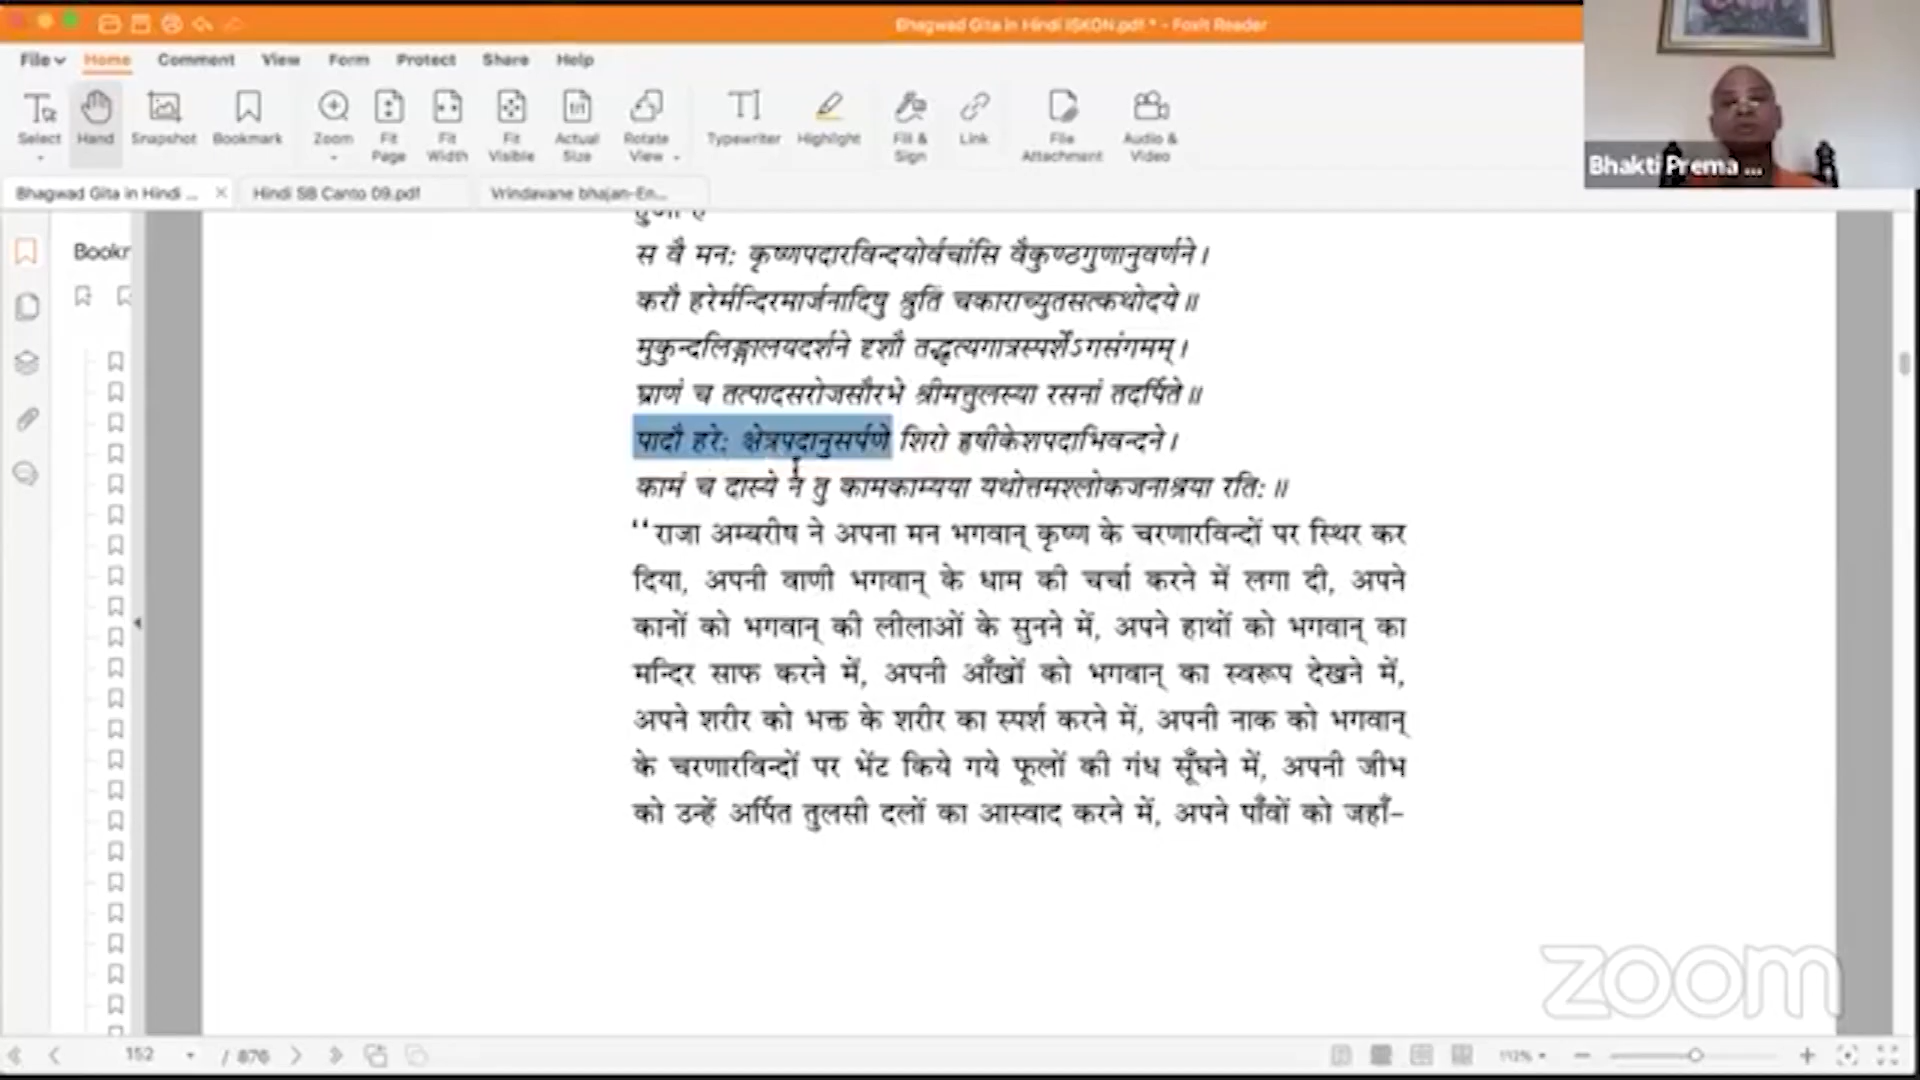 Bhagwad Gita in Hindi ISKON.pdf * - Foxit Reader
File Home Comment View Form Protect Share Help
Select Hand Snapshot Bookmark Zoom Fit Page Fit Width Fit Visible Actual Size Rotate View Typewriter Highlight Fill & Sign Link File Attachment Audio & Video
Bhakti Prema ...
Bhagwad Gita in Hindi ... Hindi SB Canto 09.pdf Vrindavane bhajan-En...
Bookr
स वै मनः कृष्णपदारविन्दयोर्वचांसि वैकुण्ठगुणानुवर्णने।
करौ हरेर्मन्दिरमार्जनादिषु श्रुतिं चकाराच्युतसत्कथोदये॥
मुकुन्दलिङ्गालयदर्शने दृशौ तद्भृत्यगात्रस्पर्शेऽगसंगमम्।
घ्राणं च तत्पादसरोजसौरभे श्रीमत्तुलस्या रसनां तदर्पिते॥
पादौ हरेः क्षेत्रपदानुसर्पणे शिरो हृषीकेशपदाभिवन्दने।
कामं च दास्ये न तु कामकाम्यया यथोत्तमश्लोकजनाश्रया रतिः॥
‘‘राजा अम्बरीष ने अपना मन भगवान् कृष्ण के चरणारविन्दों पर स्थिर कर
दिया, अपनी वाणी भगवान् के धाम की चर्चा करने में लगा दी, अपने
कानों को भगवान् की लीलाओं के सुनने में, अपने हाथों को भगवान् का
मन्दिर साफ करने में, अपनी आँखों को भगवान् का स्वरूप देखने में,
अपने शरीर को भक्त के शरीर का स्पर्श करने में, अपनी नाक को भगवान्
के चरणारविन्दों पर भेंट किये गये फूलों की गंध सूँघने में, अपनी जीभ
को उन्हें अर्पित तुलसी दलों का आस्वाद करने में, अपने पाँवों को जहाँ-
zoom
152 / 876 112%